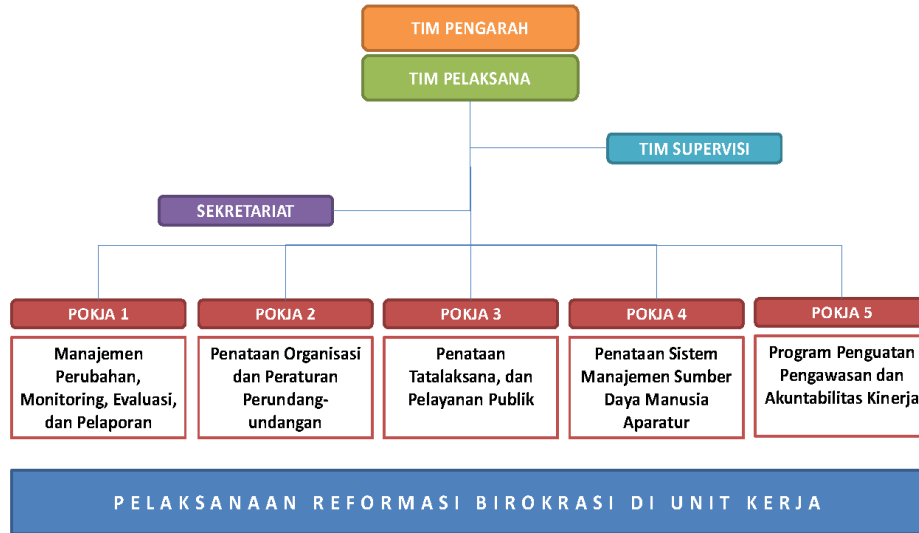 TIM PENGARAH
TIM PELAKSANA
TIM SUPERVISI
SEKRETARIAT
POKJA 1
Manajemen
Perubahan,
Monitoring, Evaluasi,
dan Pelaporan
POKJA 2
Penataan Organisasi
dan Peraturan
Perundang-
undangan
POKJA 3
Penataan
Tatalaksana, dan
Pelayanan Publik
POKJA 4
Penataan Sistem
Manajemen Sumber
Daya Manusia
Aparatur
POKJA 5
Program Penguatan
Pengawasan dan
Akuntabilitas Kinerja
PELAKSANAAN REFORMASI BIROKRASI DI UNIT KERJA